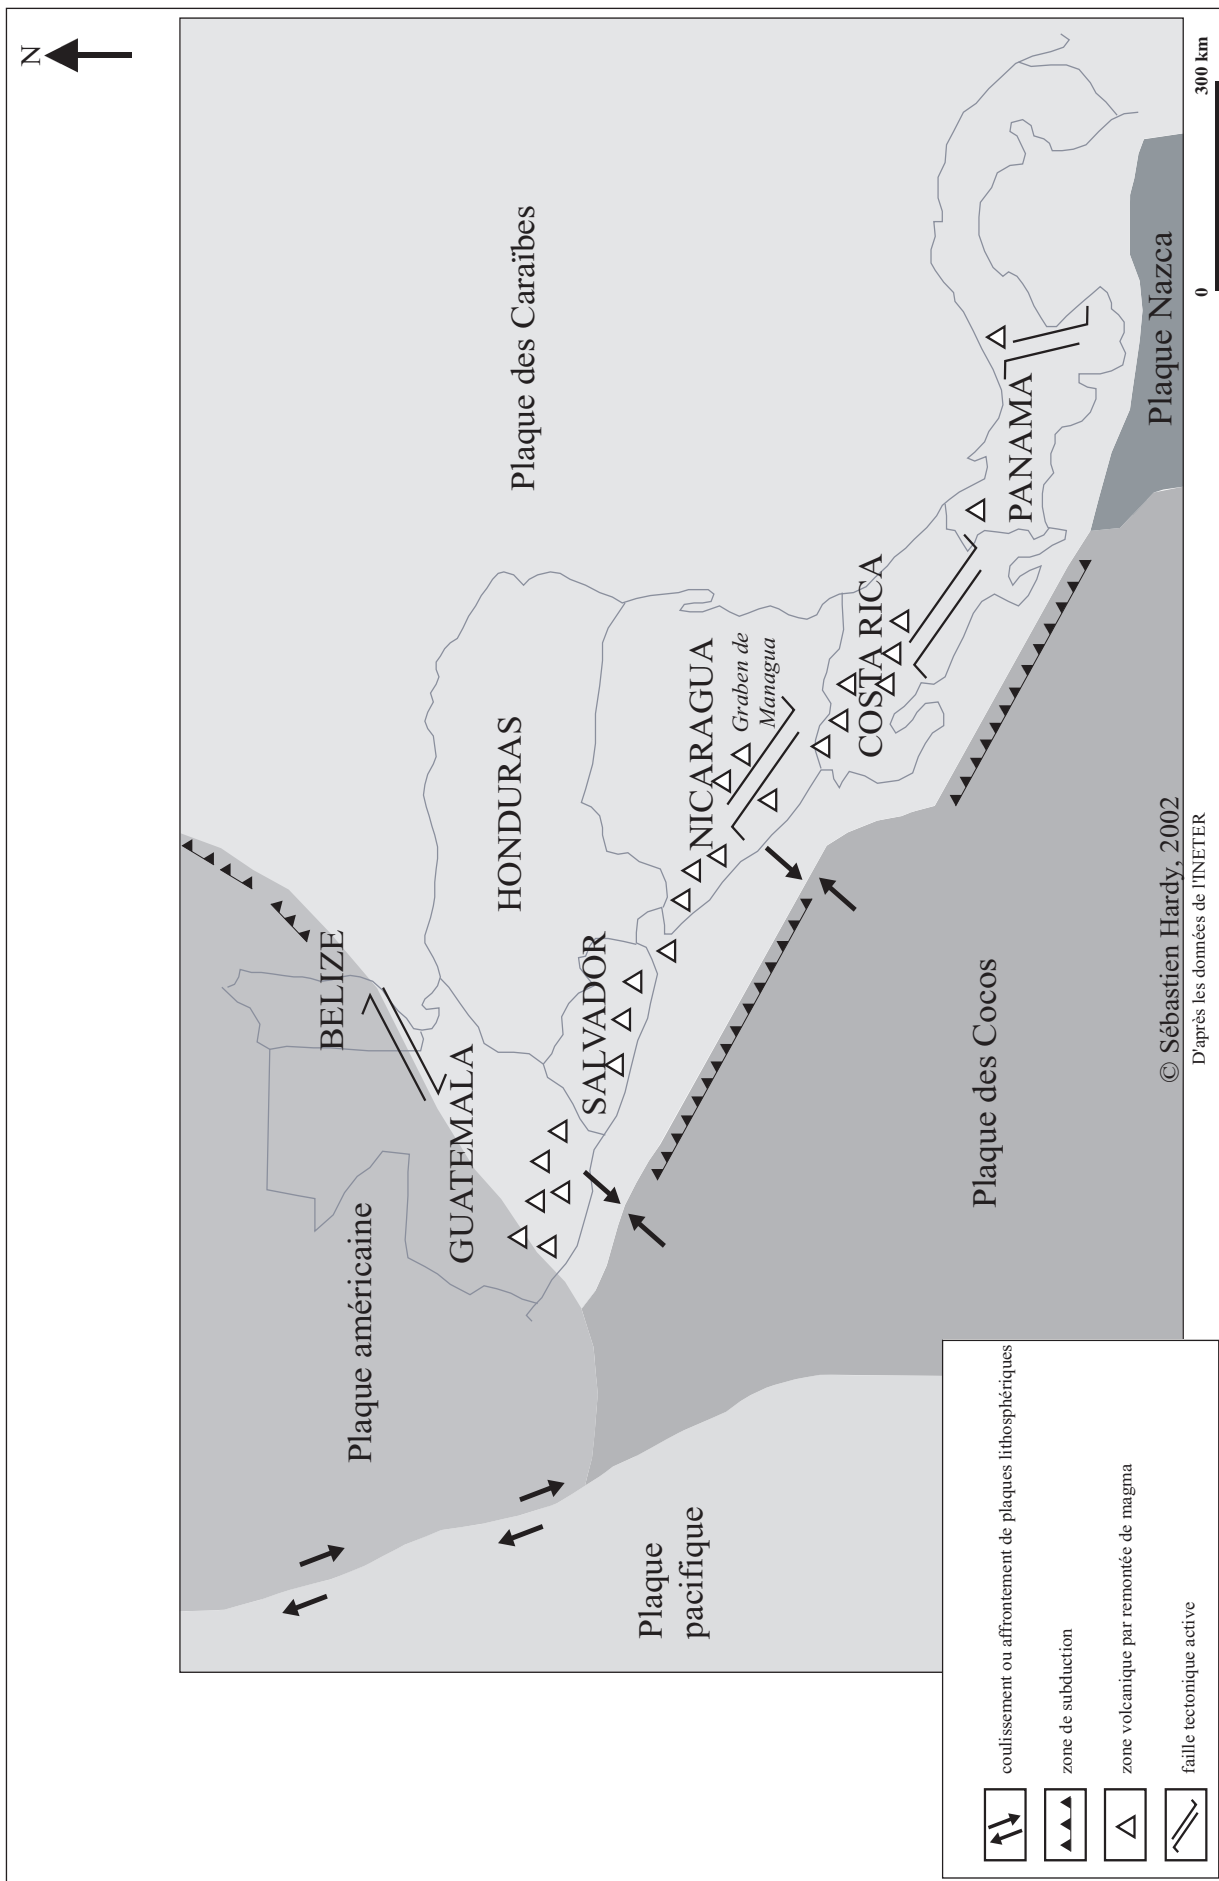 N
Plaque des Caraïbes
BELIZE
HONDURAS
GUATEMALA
Plaque américaine
SALVADOR
NICARAGUA
Graben de
Managua
COSTA RICA
PANAMA
Plaque
pacifique
Plaque des Cocos
Plaque Nazca
© Sébastien Hardy, 2002
D'après les données de l'INETER
0
300 km
coulissement ou affrontement de plaques lithosphériques
zone de subduction
zone volcanique par remontée de magma
faille tectonique active